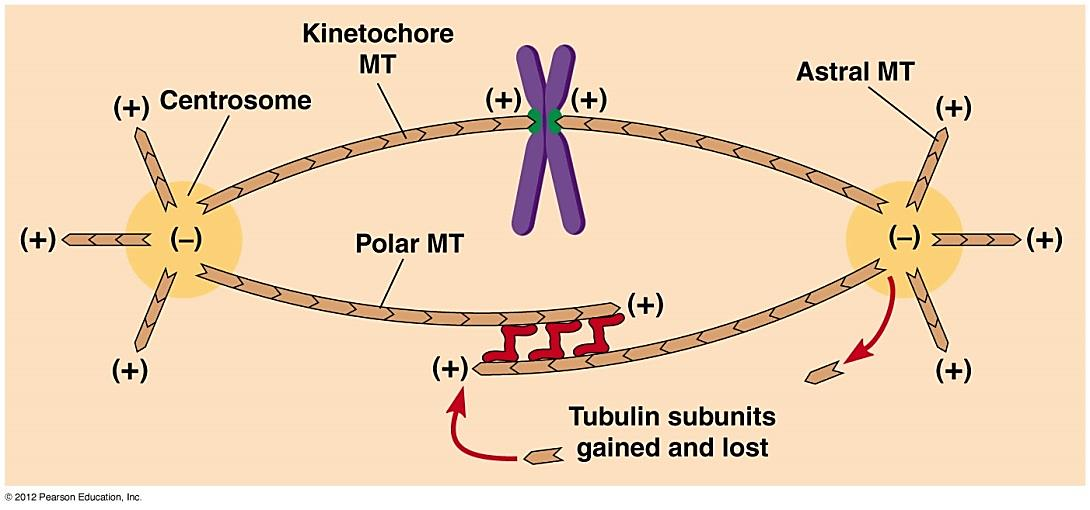 Kinetochore
MT
Astral MT
(+) Centrosome
(+) (+)
(+)
(+) (–)
(–) (+)
Polar MT
(+)
(+)
(+)
(+)
(+)
Tubulin subunits
gained and lost
© 2012 Pearson Education, Inc.